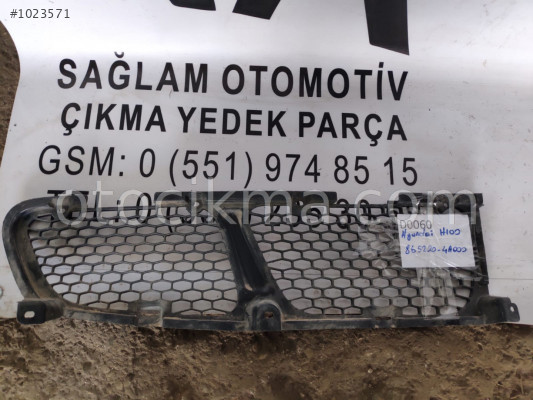 #1023571
SAĞLAM OTOMOTİV
ÇIKMA YEDEK PARÇA
GSM: 0 (551) 974 85 15
otocikma.com
D0060
Hyundai H100